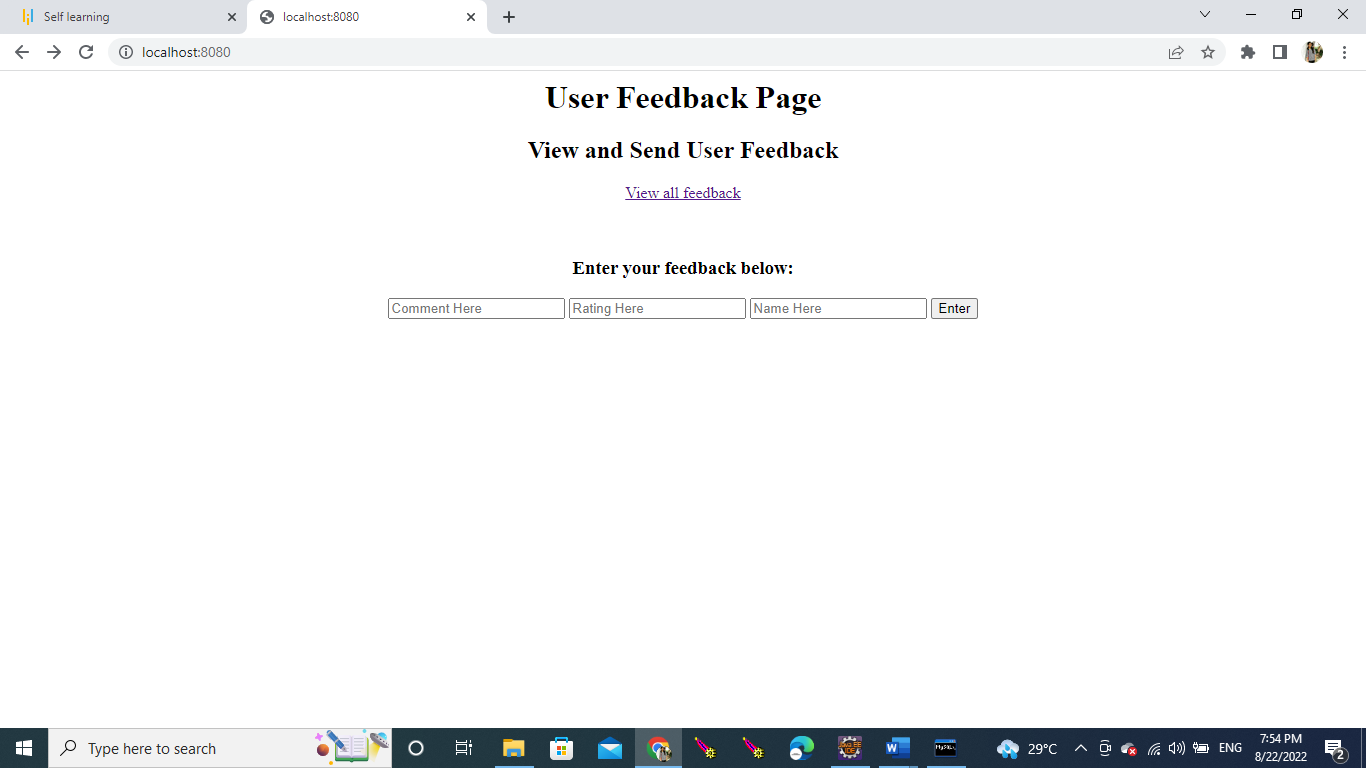 Self learning
localhost:8080
localhost:8080
User Feedback Page
View and Send User Feedback
View all feedback
Enter your feedback below:
Comment Here Rating Here Name Here Enter
Type here to search
29°C
ENG
7:54 PM
8/22/2022
2